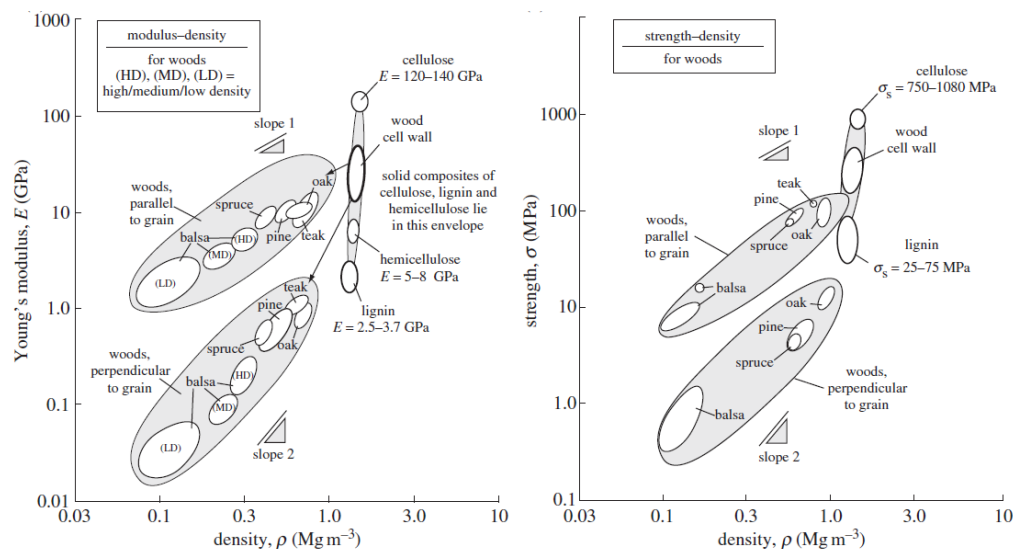 modulus–density
for woods
(HD), (MD), (LD) =
high/medium/low density
cellulose
E = 120–140 GPa
slope 1
wood
cell wall
woods,
parallel
to grain
oak
spruce
solid composites of
cellulose, lignin and
hemicellulose lie
in this envelope
balsa
(HD)
pine
teak
(MD)
(LD)
hemicellulose
E = 5–8 GPa
teak
pine
lignin
E = 2.5–3.7 GPa
spruce
oak
woods,
perpendicular
to grain
balsa
(HD)
(MD)
(LD)
slope 2
1000
100
10
1.0
0.1
0.01
Young's modulus, E (GPa)
0.03
0.1
0.3
1.0
3.0
10
density, ρ (Mg m⁻³)
strength–density
for woods
cellulose
σs = 750–1080 MPa
slope 1
wood
cell wall
teak
pine
woods,
parallel
to grain
spruce
oak
lignin
σs = 25–75 MPa
balsa
oak
pine
spruce
woods,
perpendicular
to grain
balsa
slope 2
1000
100
10
1.0
0.1
strength, σ (MPa)
0.03
0.1
0.3
1.0
3.0
10
density, ρ (Mg m⁻³)